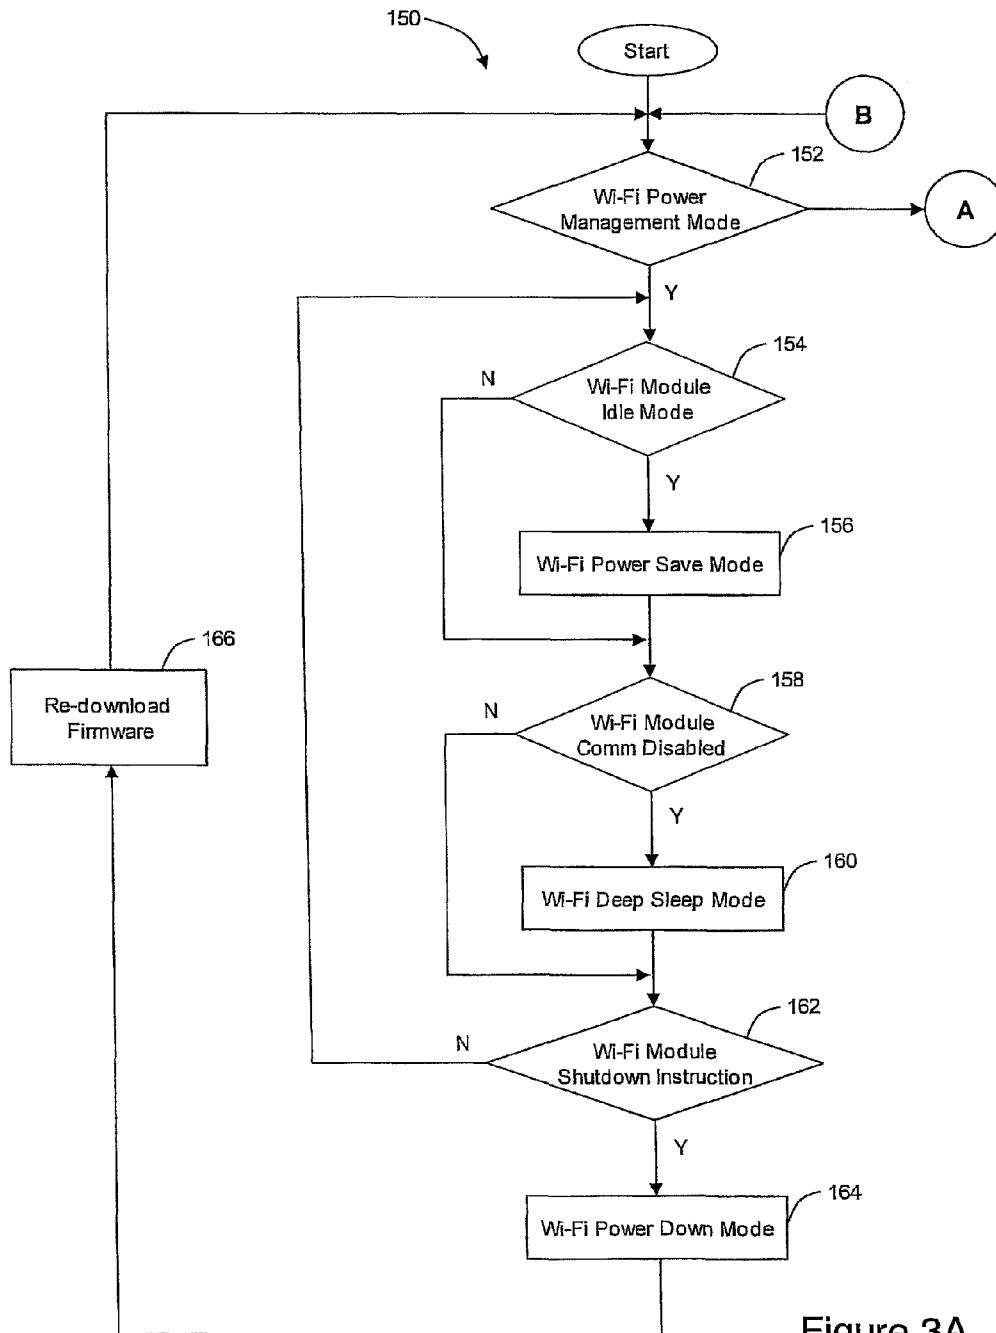 150
Start
B
152
Wi-Fi Power
Management Mode
A
Y
154
N
Wi-Fi Module
Idle Mode
Y
156
Wi-Fi Power Save Mode
166
Re-download
Firmware
158
N
Wi-Fi Module
Comm Disabled
Y
160
Wi-Fi Deep Sleep Mode
162
N
Wi-Fi Module
Shutdown Instruction
Y
164
Wi-Fi Power Down Mode
Figure 3A